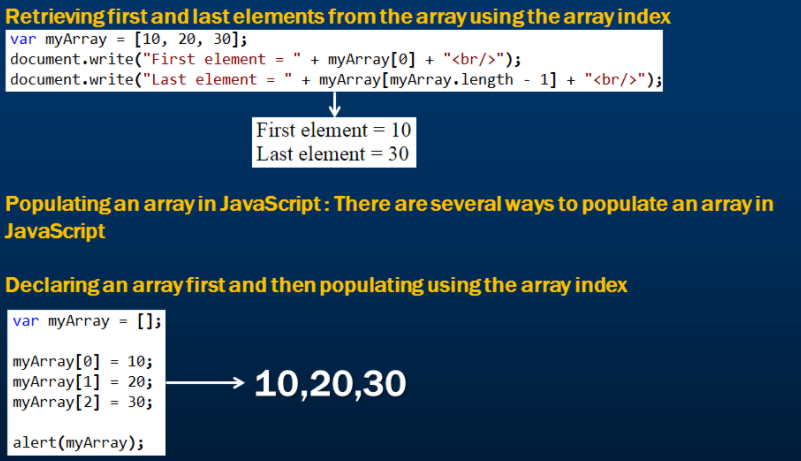 Retrieving first and last elements from the array using the array index
var myArray = [10, 20, 30];
document.write("First element = " + myArray[0] + "<br/>");
document.write("Last element = " + myArray[myArray.length - 1] + "<br/>");
First element = 10
Last element = 30
Populating an array in JavaScript : There are several ways to populate an array in
JavaScript
Declaring an array first and then populating using the array index
var myArray = [];
myArray[0] = 10;
myArray[1] = 20;
myArray[2] = 30;
alert(myArray);
10,20,30